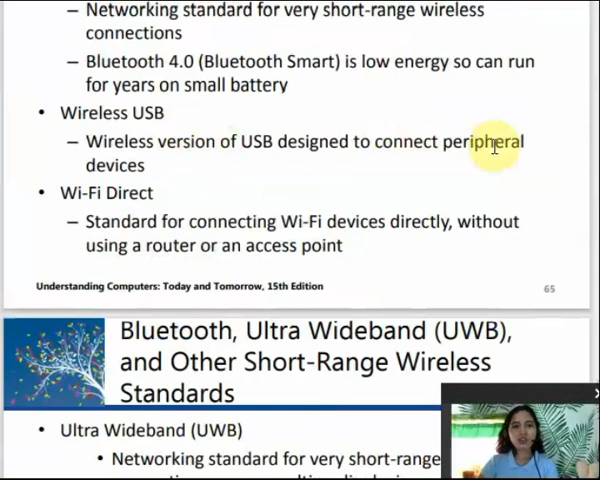 – Networking standard for very short-range wireless
connections
– Bluetooth 4.0 (Bluetooth Smart) is low energy so can run
for years on small battery
• Wireless USB
– Wireless version of USB designed to connect peripheral
devices
• Wi-Fi Direct
– Standard for connecting Wi-Fi devices directly, without
using a router or an access point
Understanding Computers: Today and Tomorrow, 15th Edition 65
Bluetooth, Ultra Wideband (UWB),
and Other Short-Range Wireless
Standards
• Ultra Wideband (UWB)
• Networking standard for very short-range